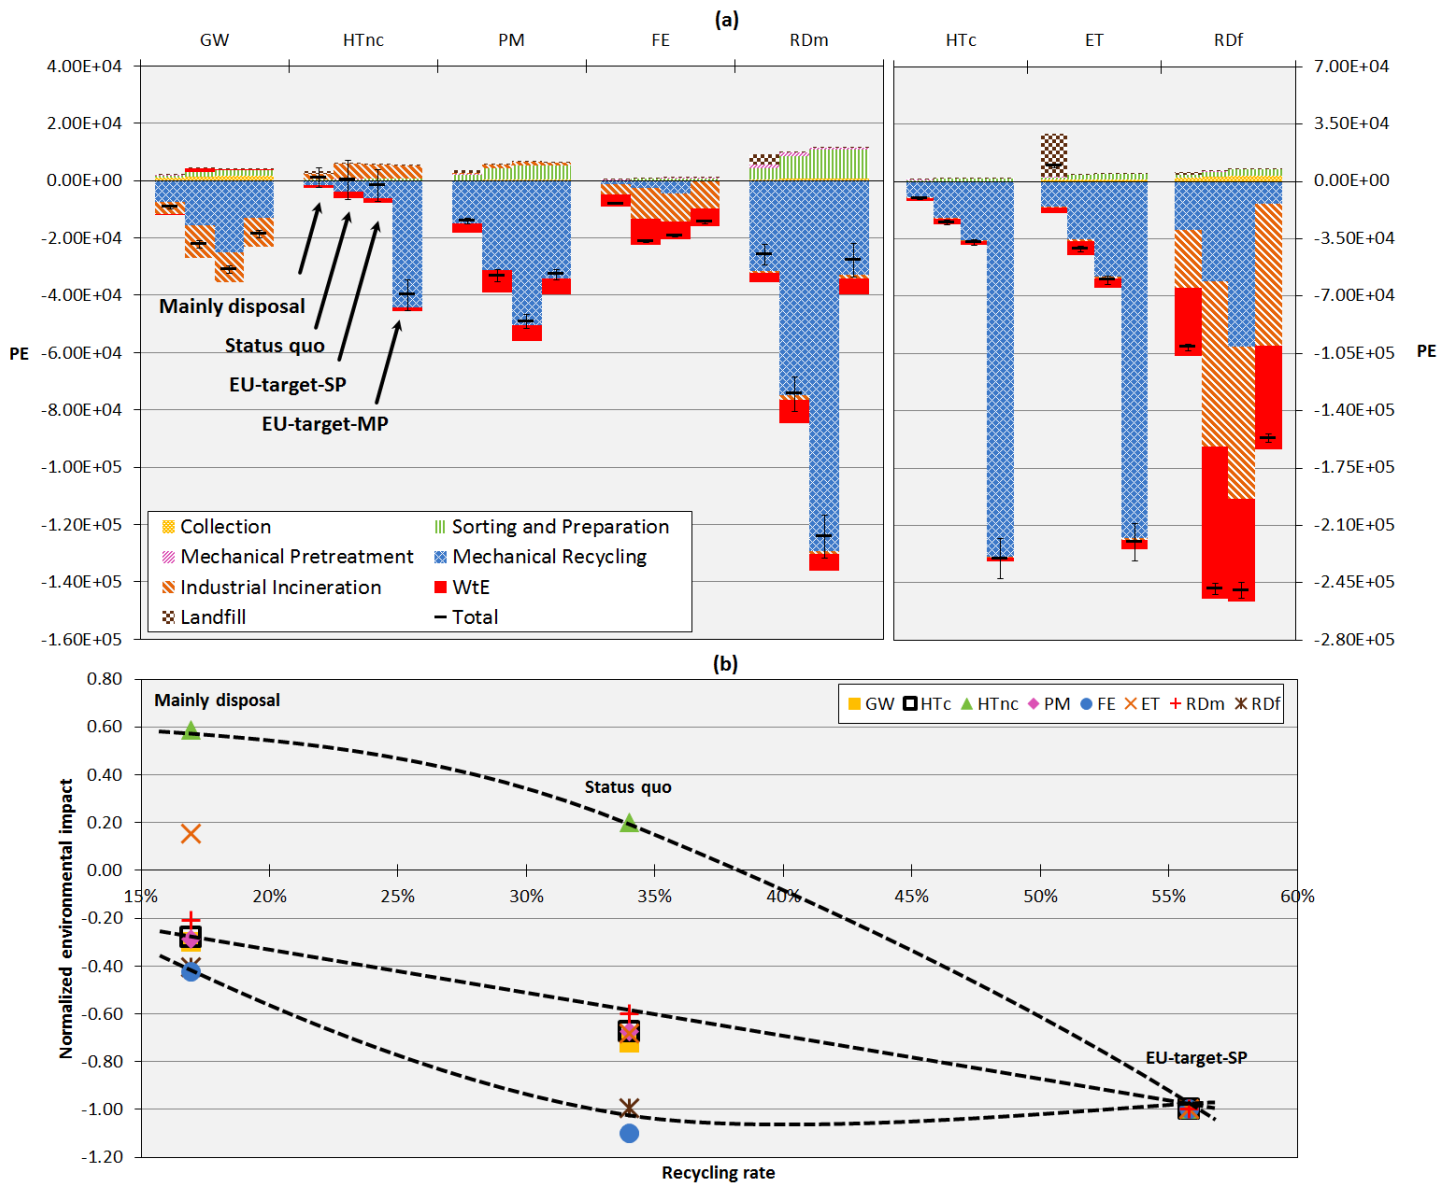 (a)
GW HTnc PM FE RDm HTc ET RDf
4.00E+04 7.00E+04
2.00E+04 3.50E+04
0.00E+00 0.00E+00
-2.00E+04 -3.50E+04
-4.00E+04 -7.00E+04
Mainly disposal
Status quo
PE -6.00E+04 -1.05E+05 PE
EU-target-SP
-8.00E+04 -1.40E+05
EU-target-MP
-1.00E+05 -1.75E+05
-1.20E+05 -2.10E+05
Collection Sorting and Preparation
Mechanical Pretreatment Mechanical Recycling
-1.40E+05 -2.45E+05
Industrial Incineration WtE
Landfill Total
-1.60E+05 -2.80E+05
(b)
0.80
Mainly disposal
GW HTc HTnc PM FE ET RDm RDf
0.60
Status quo
0.40
0.20
0.00
15% 20% 25% 30% 35% 40% 45% 50% 55% 60%
-0.20
-0.40
-0.60
-0.80
EU-target-SP
-1.00
-1.20
Normalized environmental impact
Recycling rate